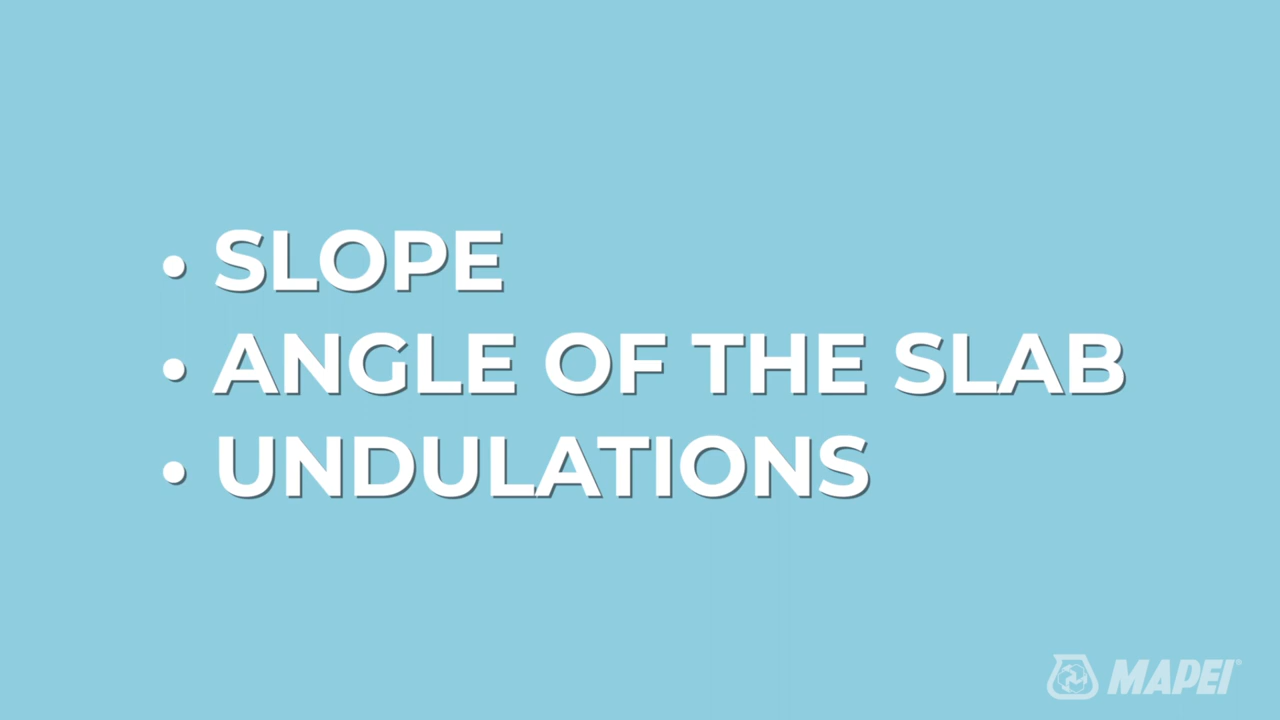 • SLOPE
• ANGLE OF THE SLAB
• UNDULATIONS
MAPEI®